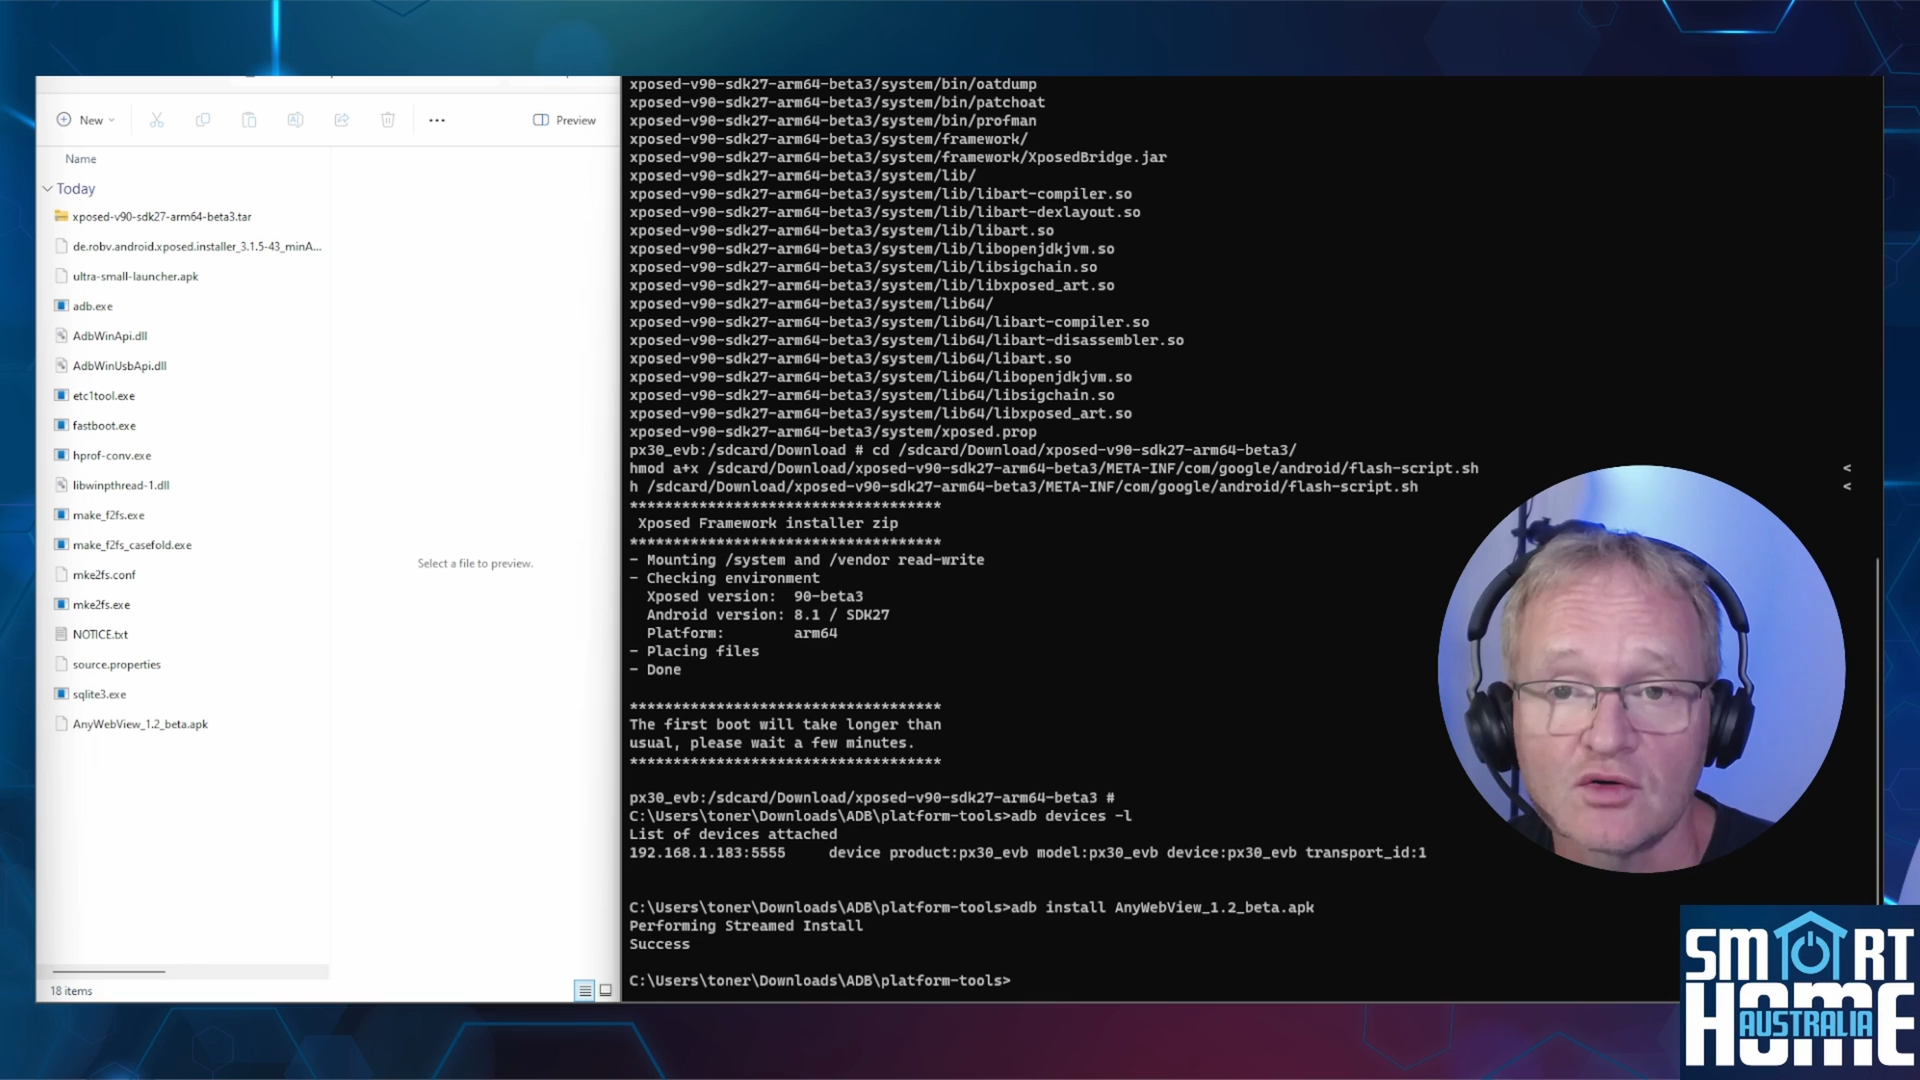 New
Preview
Name
Today
xposed-v90-sdk27-arm64-beta3.tar
de.robv.android.xposed.installer_3.1.5-43_minA...
ultra-small-launcher.apk
adb.exe
AdbWinApi.dll
AdbWinUsbApi.dll
etc1tool.exe
fastboot.exe
hprof-conv.exe
libwinpthread-1.dll
make_f2fs.exe
make_f2fs_casefold.exe
mke2fs.conf
mke2fs.exe
NOTICE.txt
source.properties
sqlite3.exe
AnyWebView_1.2_beta.apk
Select a file to preview.
18 items
xposed-v90-sdk27-arm64-beta3/system/bin/oatdump
xposed-v90-sdk27-arm64-beta3/system/bin/patchoat
xposed-v90-sdk27-arm64-beta3/system/bin/profman
xposed-v90-sdk27-arm64-beta3/system/framework/
xposed-v90-sdk27-arm64-beta3/system/framework/XposedBridge.jar
xposed-v90-sdk27-arm64-beta3/system/lib/
xposed-v90-sdk27-arm64-beta3/system/lib/libart-compiler.so
xposed-v90-sdk27-arm64-beta3/system/lib/libart-dexlayout.so
xposed-v90-sdk27-arm64-beta3/system/lib/libart.so
xposed-v90-sdk27-arm64-beta3/system/lib/libopenjdkjvm.so
xposed-v90-sdk27-arm64-beta3/system/lib/libsigchain.so
xposed-v90-sdk27-arm64-beta3/system/lib/libxposed_art.so
xposed-v90-sdk27-arm64-beta3/system/lib64/
xposed-v90-sdk27-arm64-beta3/system/lib64/libart-compiler.so
xposed-v90-sdk27-arm64-beta3/system/lib64/libart-disassembler.so
xposed-v90-sdk27-arm64-beta3/system/lib64/libart.so
xposed-v90-sdk27-arm64-beta3/system/lib64/libopenjdkjvm.so
xposed-v90-sdk27-arm64-beta3/system/lib64/libsigchain.so
xposed-v90-sdk27-arm64-beta3/system/lib64/libxposed_art.so
xposed-v90-sdk27-arm64-beta3/system/xposed.prop
px30_evb:/sdcard/Download # cd /sdcard/Download/xposed-v90-sdk27-arm64-beta3/
hmod a+x /sdcard/Download/xposed-v90-sdk27-arm64-beta3/META-INF/com/google/android/flash-script.sh <
h /sdcard/Download/xposed-v90-sdk27-arm64-beta3/META-INF/com/google/android/flash-script.sh <
************************************
Xposed Framework installer zip
************************************
- Mounting /system and /vendor read-write
- Checking environment
Xposed version: 90-beta3
Android version: 8.1 / SDK27
Platform: arm64
- Placing files
- Done
************************************
The first boot will take longer than
usual, please wait a few minutes.
************************************
px30_evb:/sdcard/Download/xposed-v90-sdk27-arm64-beta3 #
C:\Users\toner\Downloads\ADB\platform-tools>adb devices -l
List of devices attached
192.168.1.183:5555 device product:px30_evb model:px30_evb device:px30_evb transport_id:1
C:\Users\toner\Downloads\ADB\platform-tools>adb install AnyWebView_1.2_beta.apk
Performing Streamed Install
Success
C:\Users\toner\Downloads\ADB\platform-tools>
SMART
HOME
AUSTRALIA